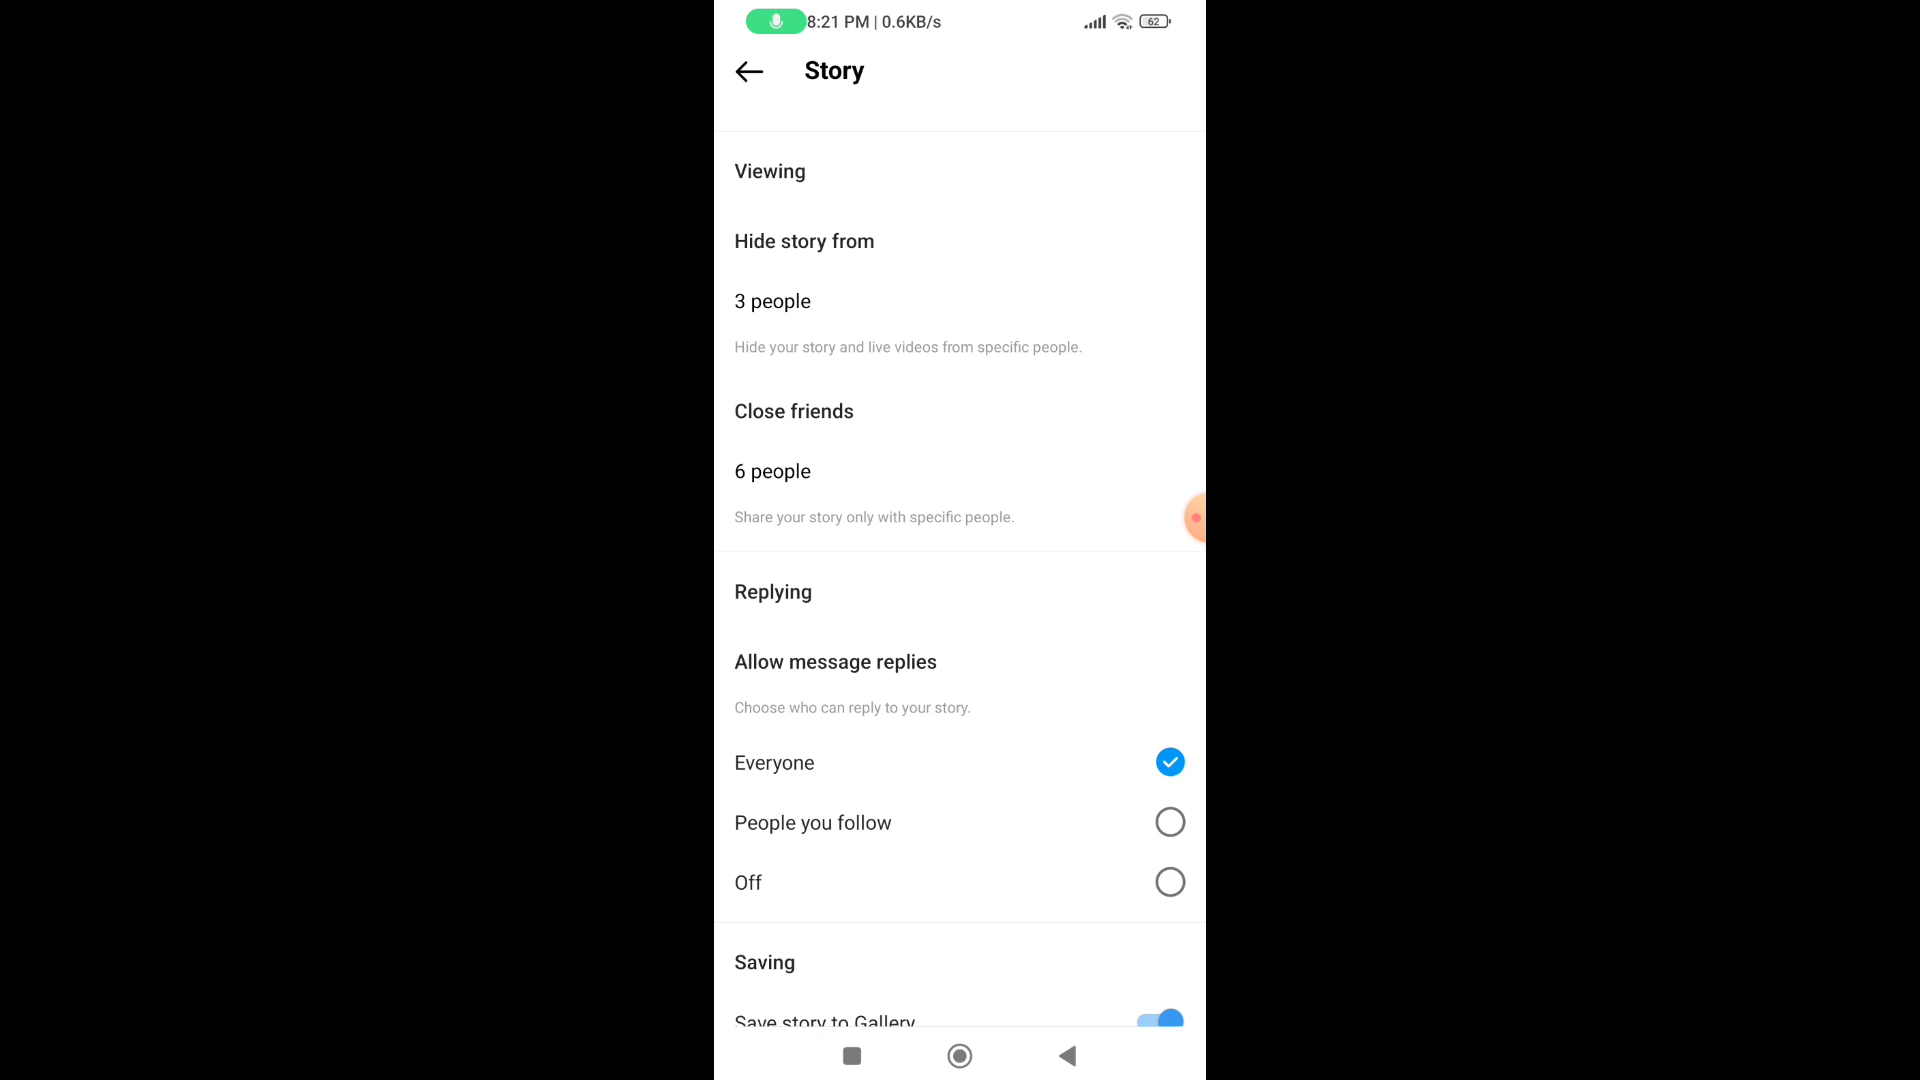 8:21 PM | 0.6KB/s 62
Story
Viewing
Hide story from
3 people
Hide your story and live videos from specific people.
Close friends
6 people
Share your story only with specific people.
Replying
Allow message replies
Choose who can reply to your story.
Everyone
People you follow
Off
Saving
Save story to Gallery